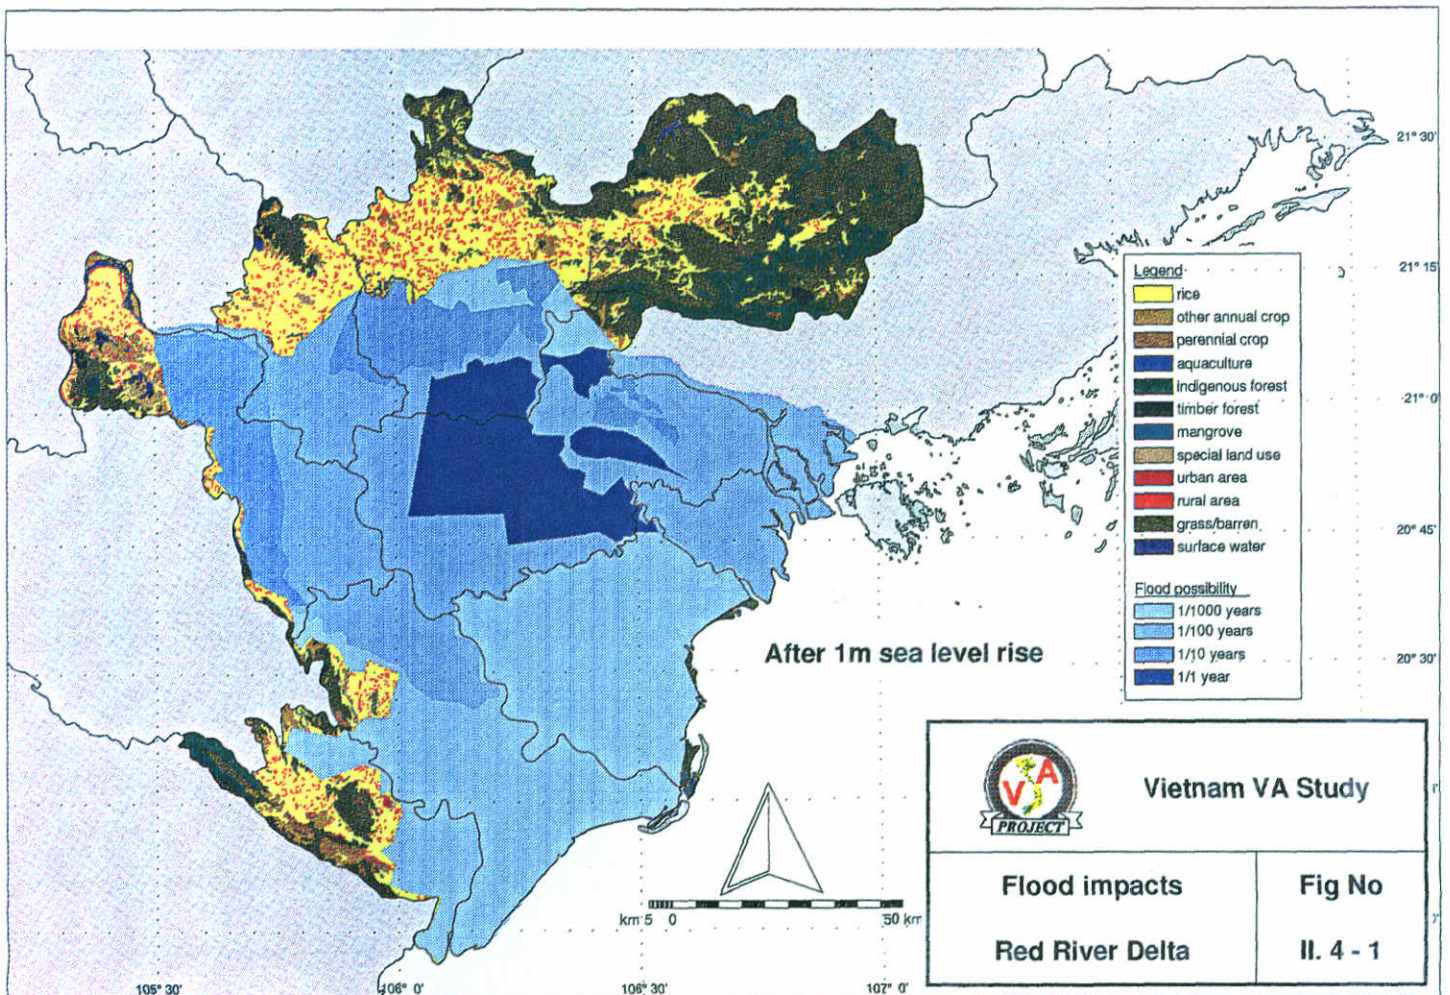 21° 30'
21° 15'
Legend
rice
other annual crop
perennial crop
aquaculture
indigenous forest
timber forest
mangrove
special land use
urban area
rural area
grass/barren
surface water
21° 0'
20° 45'
Flood possibility
1/1000 years
1/100 years
1/10 years
1/1 year
20° 30'
After 1m sea level rise
V A
PROJECT
Vietnam VA Study
Flood impacts
Red River Delta
Fig No
II. 4 - 1
km 5 0 50 km
105° 30' 106° 0' 106° 30' 107° 0'